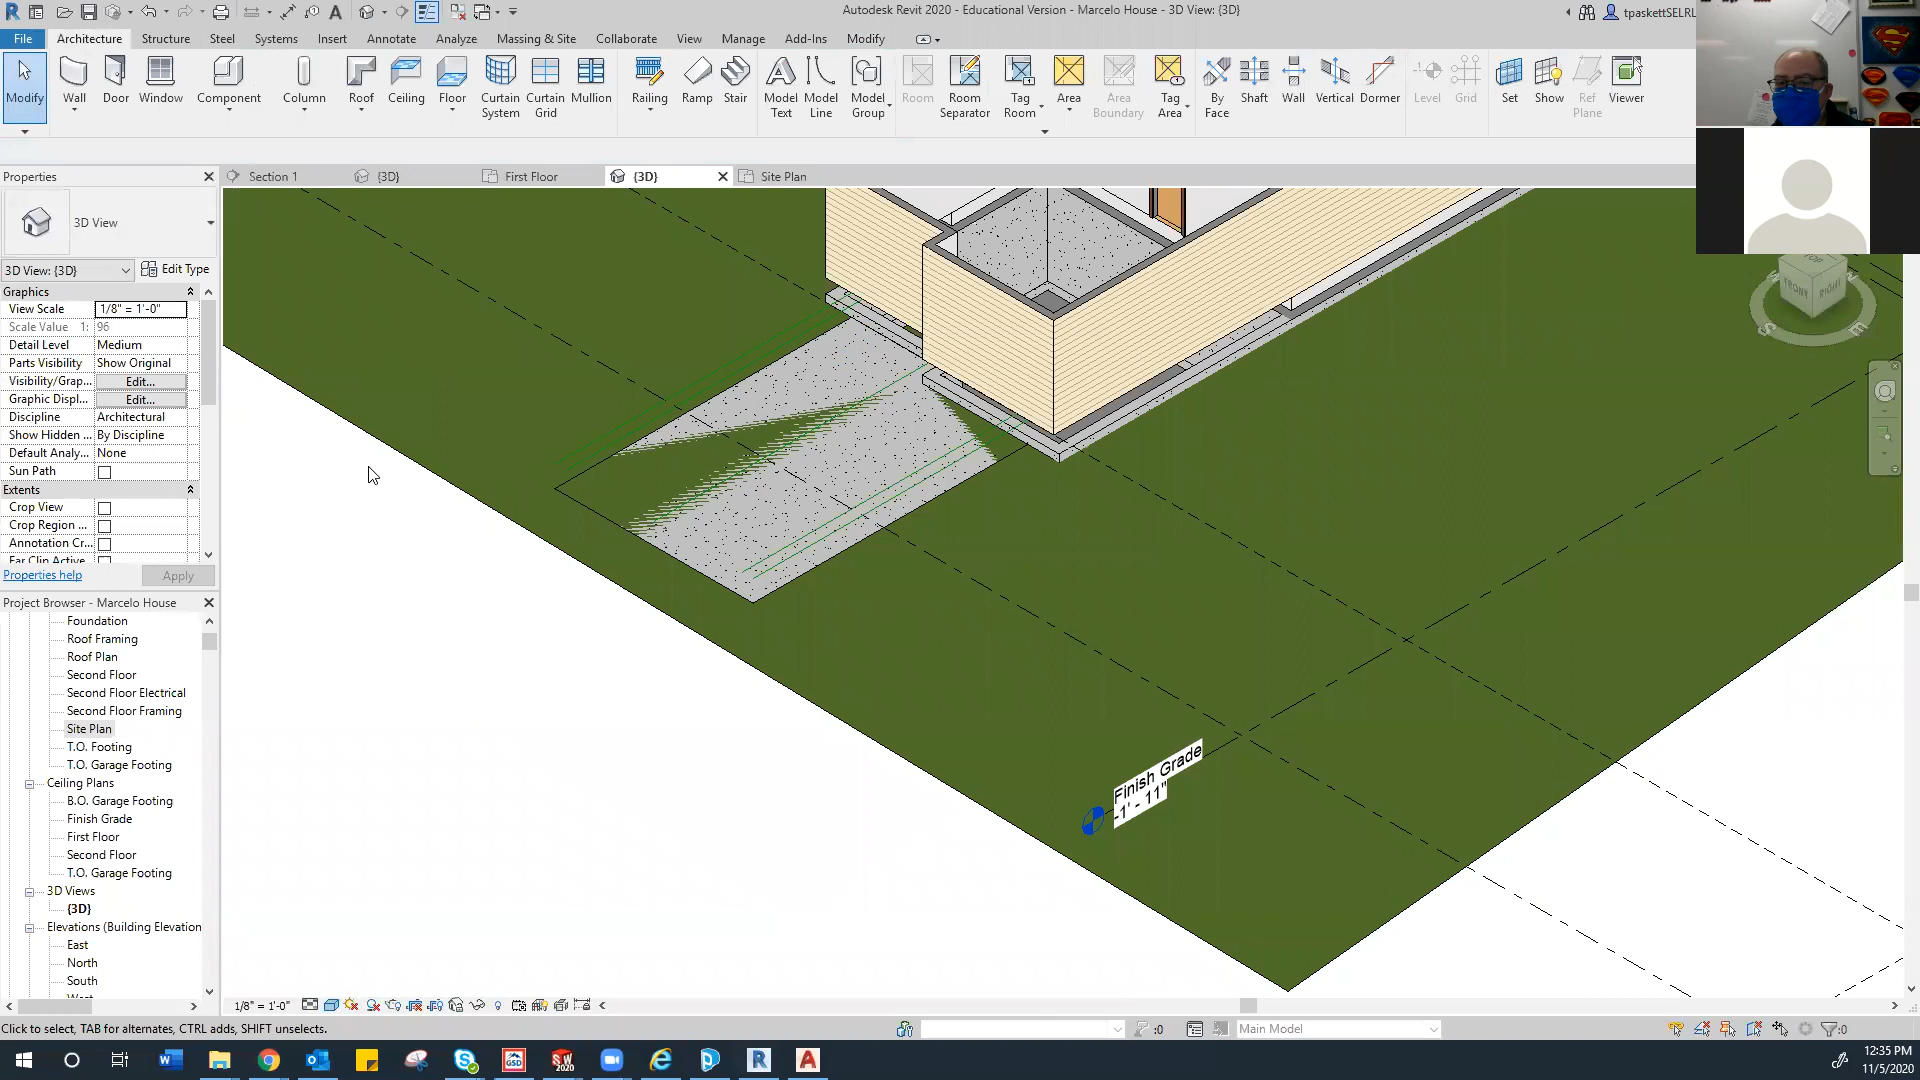 Autodesk Revit 2020 - Educational Version - Marcelo House - 3D View: {3D}
tpaskettSELRL
File Architecture Structure Steel Systems Insert Annotate Analyze Massing & Site Collaborate View Manage Add-Ins Modify
Modify Wall Door Window Component Column Roof Ceiling Floor Curtain System Curtain Grid Mullion Railing Ramp Stair Model Text Model Line Model Group Room Room Separator Tag Room Area Area Boundary Tag Area By Face Shaft Wall Vertical Dormer Level Grid Set Show Ref Plane Viewer
Properties
Section 1 {3D} First Floor {3D} Site Plan
3D View
3D View: {3D} Edit Type
Graphics
View Scale 1/8" = 1'-0"
Scale Value 1: 96
Detail Level Medium
Parts Visibility Show Original
Visibility/Grap... Edit...
Graphic Displ... Edit...
Discipline Architectural
Show Hidden ... By Discipline
Default Analy... None
Sun Path
Extents
Crop View
Crop Region ...
Annotation Cr...
Far Clip Active
Properties help Apply
Project Browser - Marcelo House
Foundation
Roof Framing
Roof Plan
Second Floor
Second Floor Electrical
Second Floor Framing
Site Plan
T.O. Footing
T.O. Garage Footing
Ceiling Plans
B.O. Garage Footing
Finish Grade
First Floor
Second Floor
T.O. Garage Footing
3D Views
{3D}
Elevations (Building Elevation
East
North
South
West
TOP
FRONT
RIGHT
S
E
Finish Grade
-1' - 11"
1/8" = 1'-0"
Click to select, TAB for alternates, CTRL adds, SHIFT unselects.
:0
Main Model
:0
12:35 PM
11/5/2020